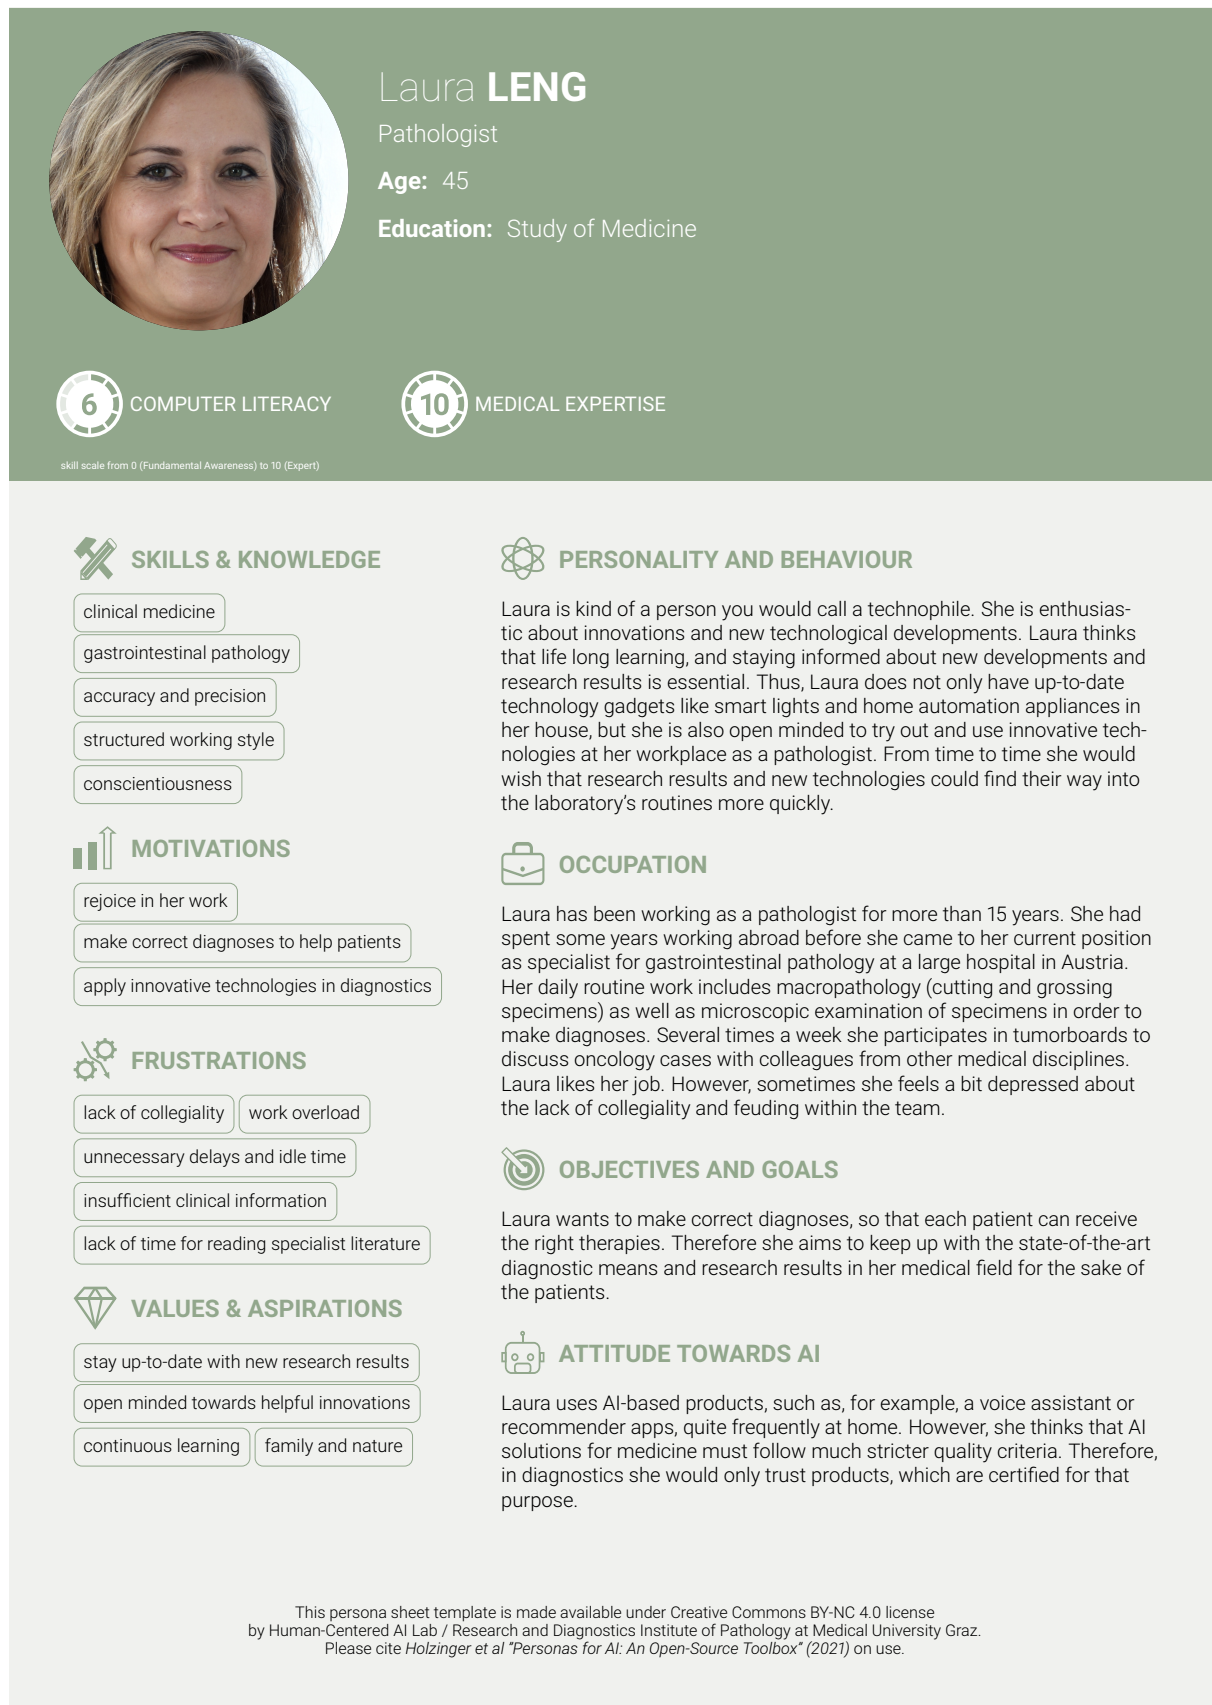 Laura LENG
Pathologist
Age: 45
Education: Study of Medicine
6 COMPUTER LITERACY
10 MEDICAL EXPERTISE
skill scale from 0 (Fundamental Awareness) to 10 (Expert)
SKILLS & KNOWLEDGE
clinical medicine
gastrointestinal pathology
accuracy and precision
structured working style
conscientiousness
MOTIVATIONS
rejoice in her work
make correct diagnoses to help patients
apply innovative technologies in diagnostics
FRUSTRATIONS
lack of collegiality work overload
unnecessary delays and idle time
insufficient clinical information
lack of time for reading specialist literature
VALUES & ASPIRATIONS
stay up-to-date with new research results
open minded towards helpful innovations
continuous learning family and nature
PERSONALITY AND BEHAVIOUR
Laura is kind of a person you would call a technophile. She is enthusias-
tic about innovations and new technological developments. Laura thinks
that life long learning, and staying informed about new developments and
research results is essential. Thus, Laura does not only have up-to-date
technology gadgets like smart lights and home automation appliances in
her house, but she is also open minded to try out and use innovative tech-
nologies at her workplace as a pathologist. From time to time she would
wish that research results and new technologies could find their way into
the laboratory's routines more quickly.
OCCUPATION
Laura has been working as a pathologist for more than 15 years. She had
spent some years working abroad before she came to her current position
as specialist for gastrointestinal pathology at a large hospital in Austria.
Her daily routine work includes macropathology (cutting and grossing
specimens) as well as microscopic examination of specimens in order to
make diagnoses. Several times a week she participates in tumorboards to
discuss oncology cases with colleagues from other medical disciplines.
Laura likes her job. However, sometimes she feels a bit depressed about
the lack of collegiality and feuding within the team.
OBJECTIVES AND GOALS
Laura wants to make correct diagnoses, so that each patient can receive
the right therapies. Therefore she aims to keep up with the state-of-the-art
diagnostic means and research results in her medical field for the sake of
the patients.
ATTITUDE TOWARDS AI
Laura uses AI-based products, such as, for example, a voice assistant or
recommender apps, quite frequently at home. However, she thinks that AI
solutions for medicine must follow much stricter quality criteria. Therefore,
in diagnostics she would only trust products, which are certified for that
purpose.
This persona sheet template is made available under Creative Commons BY-NC 4.0 license
by Human-Centered AI Lab / Research and Diagnostics Institute of Pathology at Medical University Graz.
Please cite Holzinger et al "Personas for AI: An Open-Source Toolbox" (2021) on use.